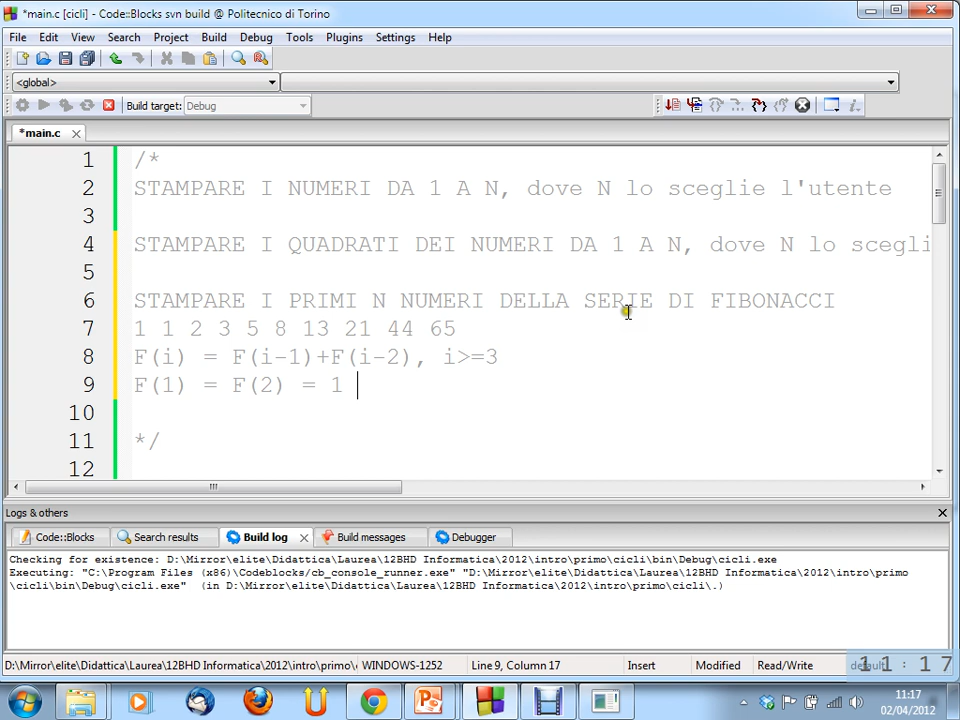 *main.c [cicli] - Code::Blocks svn build @ Politecnico di Torino
File Edit View Search Project Build Debug Tools Plugins Settings Help
<global>
Build target: Debug
*main.c
1 /*
2 STAMPARE I NUMERI DA 1 A N, dove N lo sceglie l'utente
3
4 STAMPARE I QUADRATI DEI NUMERI DA 1 A N, dove N lo scegli
5
6 STAMPARE I PRIMI N NUMERI DELLA SERIE DI FIBONACCI
7 1 1 2 3 5 8 13 21 44 65
8 F(i) = F(i-1)+F(i-2), i>=3
9 F(1) = F(2) = 1
10
11 */
12
Logs & others
Code::Blocks Search results Build log Build messages Debugger
Checking for existence: D:\Mirror\elite\Didattica\Laurea\12BHD Informatica\2012\intro\primo\cicli\bin\Debug\cicli.exe
Executing: "C:\Program Files (x86)\Codeblocks/cb_console_runner.exe" "D:\Mirror\elite\Didattica\Laurea\12BHD Informatica\2012\intro\primo
\cicli\bin\Debug\cicli.exe"  (in D:\Mirror\elite\Didattica\Laurea\12BHD Informatica\2012\intro\primo\cicli\.)
D:\Mirror\elite\Didattica\Laurea\12BHD Informatica\2012\intro\primo\ WINDOWS-1252 Line 9, Column 17 Insert Modified Read/Write default
11:17
11:17
02/04/2012